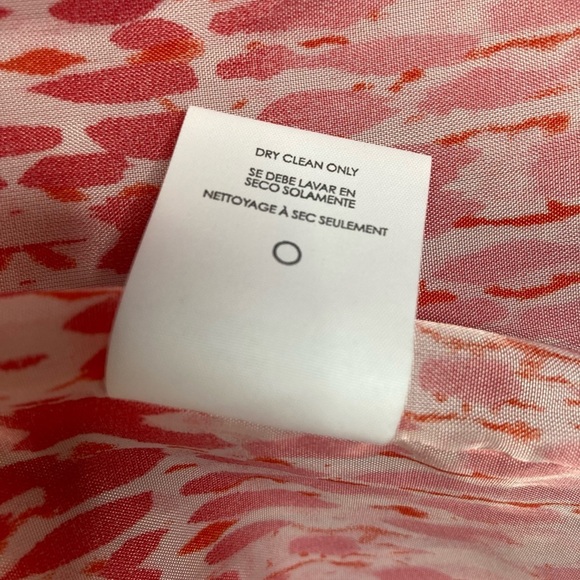 DRY CLEAN ONLY
SE DEBE LAVAR EN
SECO SOLAMENTE
NETTOYAGE À SEC SEULEMENT